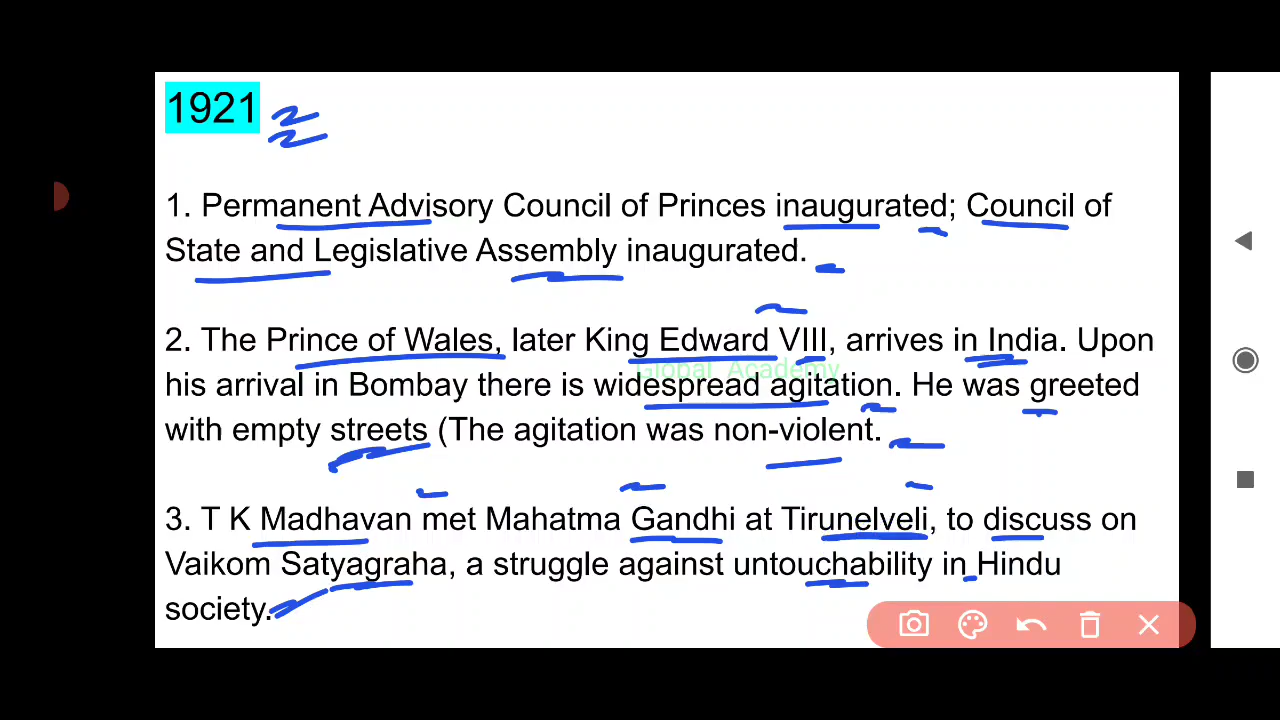 1921
1. Permanent Advisory Council of Princes inaugurated; Council of
State and Legislative Assembly inaugurated.
2. The Prince of Wales, later King Edward VIII, arrives in India. Upon
Global Academy
his arrival in Bombay there is widespread agitation. He was greeted
with empty streets (The agitation was non-violent.
3. T K Madhavan met Mahatma Gandhi at Tirunelveli, to discuss on
Vaikom Satyagraha, a struggle against untouchability in Hindu
society.